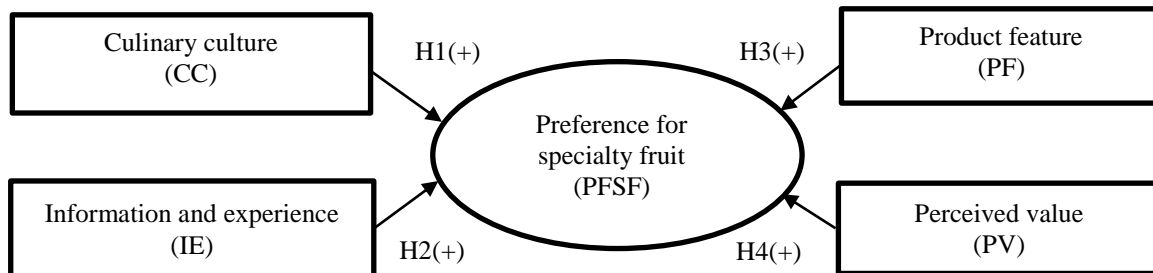 Culinary culture
(CC)
H1(+)
H3(+)
Product feature
(PF)
Preference for
specialty fruit
(PFSF)
Information and experience
(IE)
H2(+)
H4(+)
Perceived value
(PV)